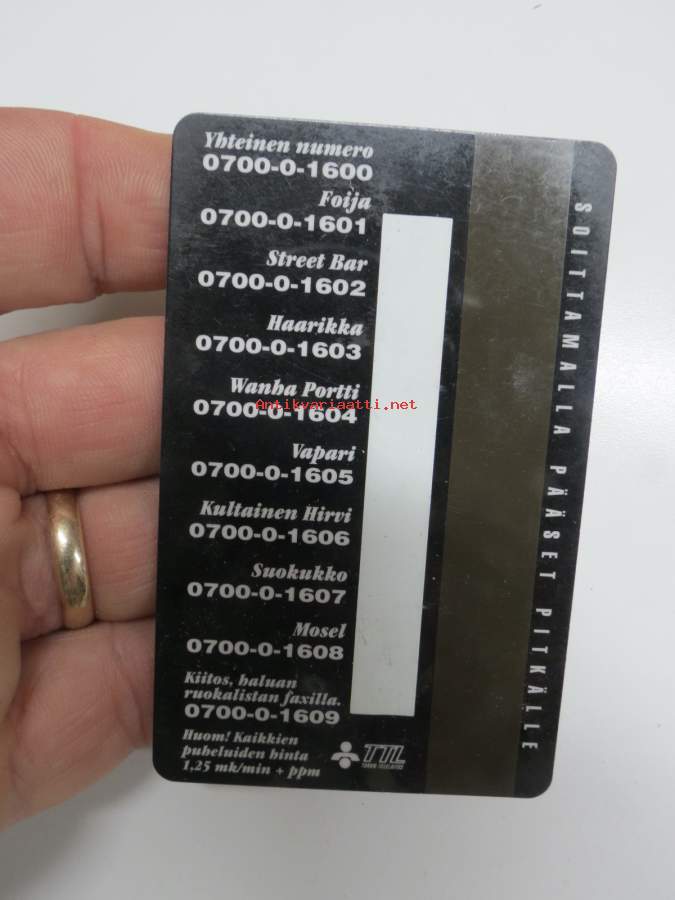 Yhteinen numero
0700-0-1600
Foija
0700-0-1601
Street Bar
0700-0-1602
Haarikka
0700-0-1603
Wanha Portti
0700-0-1604
Antikvariaatti.net
Vapari
0700-0-1605
Kultainen Hirvi
0700-0-1606
Suokukko
0700-0-1607
Mosel
0700-0-1608
Kiitos, haluan
ruokalistan faxilla.
0700-0-1609
Huom! Kaikkien
puheluiden hinta
1,25 mk/min + ppm
TTL
TURUN TELELAITOS
SOITTAMALLA PÄÄSET PITKÄLLE